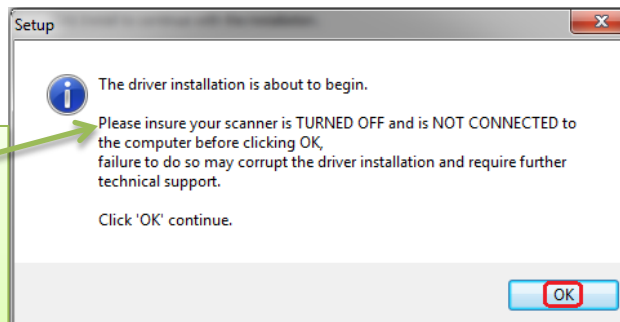 Setup
The driver installation is about to begin.
Please insure your scanner is TURNED OFF and is NOT CONNECTED to
the computer before clicking OK,
failure to do so may corrupt the driver installation and require further
technical support.
Click 'OK' continue.
OK